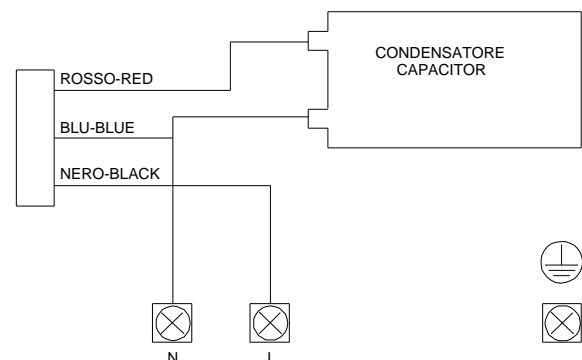 CONDENSATORE
CAPACITOR
ROSSO-RED
BLU-BLUE
NERO-BLACK
N L